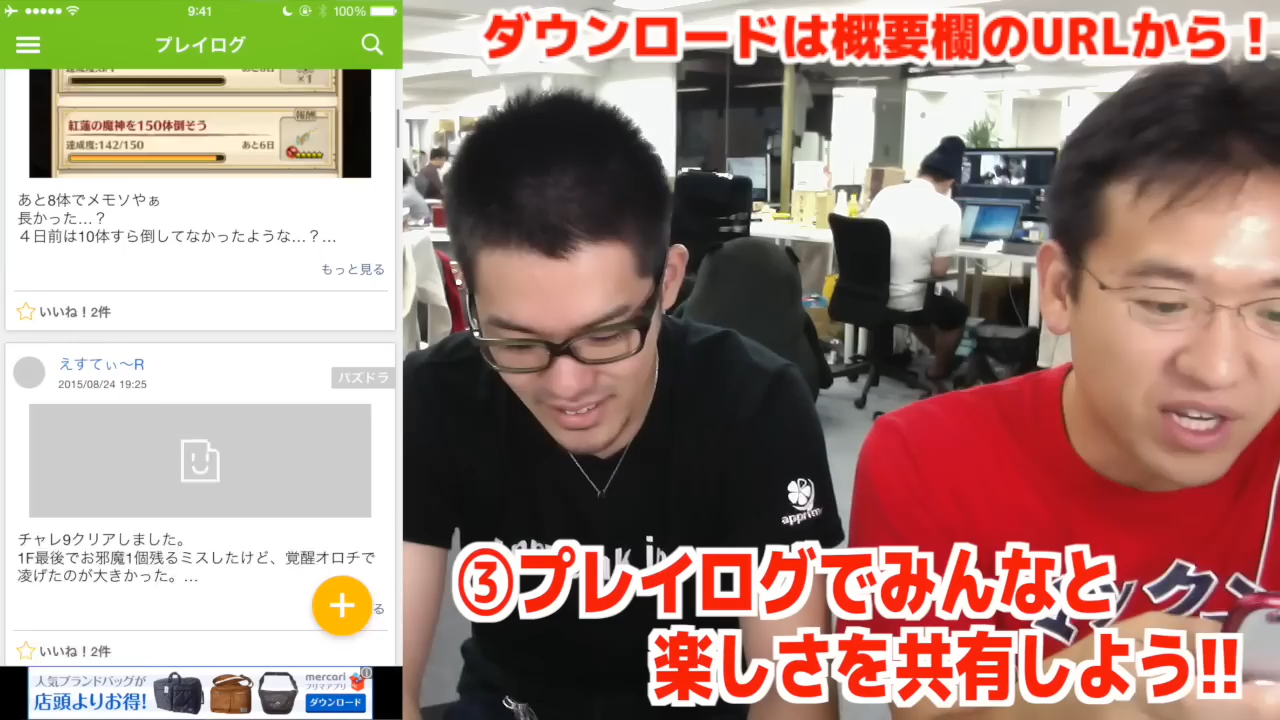 9:41
100%
プレイログ
×1
報酬
紅蓮の魔神を150体倒そう
達成度:142/150
あと6日
あと8体でメモソやぁ
長かった…？
４日前は10体すら倒してなかったような…？…
もっと見る
いいね！2件
えすてぃ〜R
2015/08/24 19:25
パズドラ
チャレ9クリアしました。
1F最後でお邪魔1個残るミスしたけど、覚醒オロチで
凌げたのが大きかった。…
る
いいね！2件
人気ブランドバッグが
店頭よりお得!
mercari
フリマアプリ
ダウンロード
ダウンロードは概要欄のURLから！
③プレイログでみんなと
楽しさを共有しよう!!